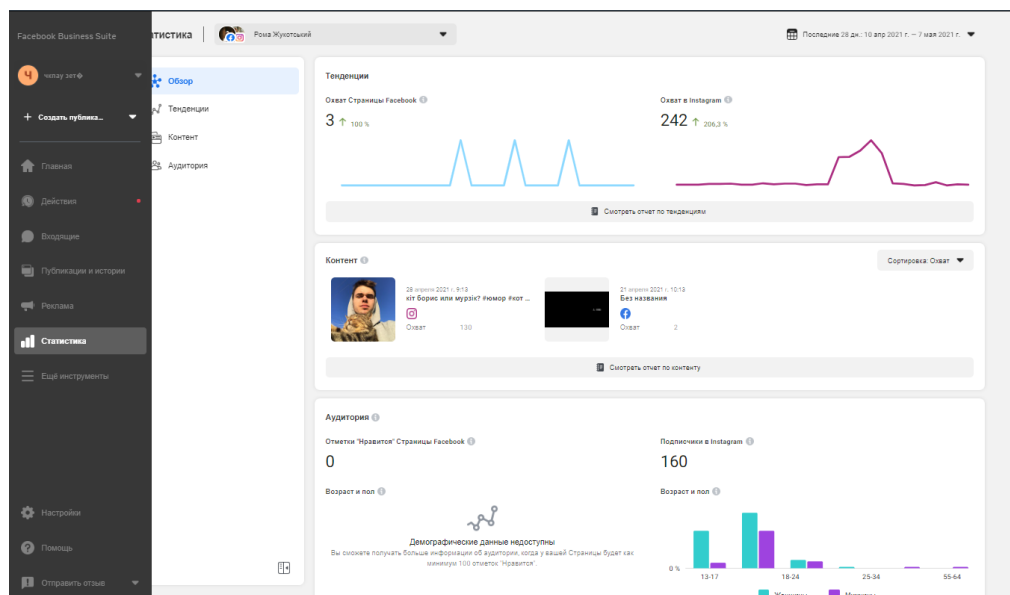 Facebook Business Suite
тистика
Рома Жукотський
Последние 28 дн.: 10 апр 2021 г. – 7 мая 2021 г.
Ч
Создать публика...
Главная
Действия
Входящие
Публикации и истории
Реклама
Статистика
Ещё инструменты
Настройки
Помощь
Отправить отзыв
Обзор
Тенденции
Контент
Аудитория
Тенденции
Охват Страницы Facebook
3 ↑ 100 %
Охват в Instagram
242 ↑ 206,3 %
Смотреть отчет по тенденциям
Контент
Сортировка: Охват
9:13
кіт борис или мурзік? #юмор #кот ...
Охват 130
21 апреля 2021 г. 10:13
Без названия
Охват 2
Смотреть отчет по контенту
Аудитория
Отметки "Нравится" Страницы Facebook
0
Возраст и пол
Демографические данные недоступны
Вы сможете получать больше информации об аудитории, когда у вашей Страницы будет как
минимум 100 отметок "Нравится".
Подписчики в Instagram
160
Возраст и пол
0 %
13-17 18-24 25-34 55-64